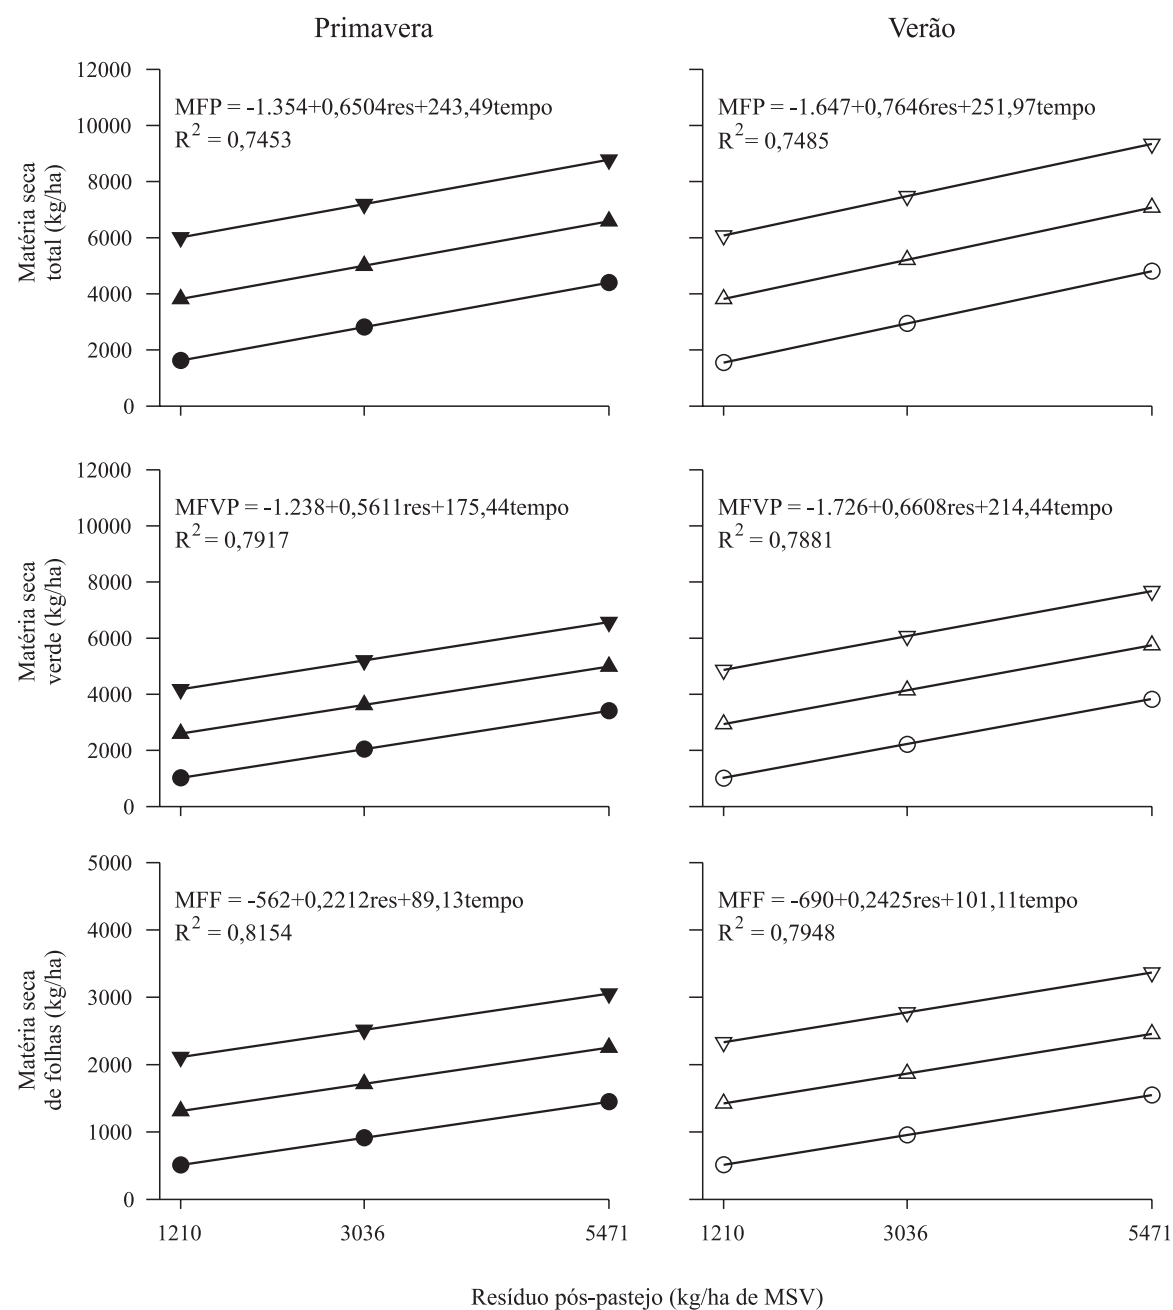 Primavera
Verão
12000
10000
8000
6000
4000
2000
0
Matéria seca
total (kg/ha)
MFP = -1.354+0,6504res+243,49tempo
R2 = 0,7453
MFP = -1.647+0,7646res+251,97tempo
R2 = 0,7485
12000
10000
8000
6000
4000
2000
0
Matéria seca
verde (kg/ha)
MFVP = -1.238+0,5611res+175,44tempo
R2 = 0,7917
MFVP = -1.726+0,6608res+214,44tempo
R2 = 0,7881
5000
4000
3000
2000
1000
0
Matéria seca
de folhas (kg/ha)
MFF = -562+0,2212res+89,13tempo
R2 = 0,8154
MFF = -690+0,2425res+101,11tempo
R2 = 0,7948
1210 3036 5471
1210 3036 5471
Resíduo pós-pastejo (kg/ha de MSV)